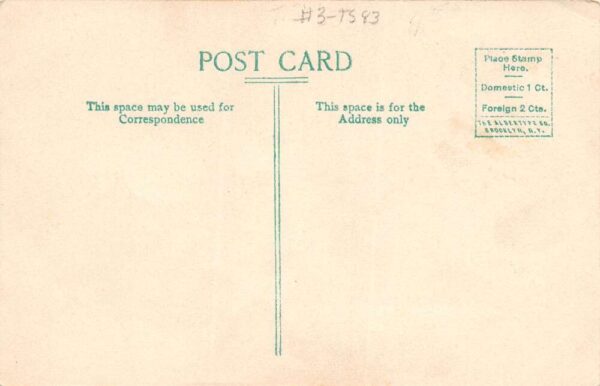 #3-T593
POST CARD
This space may be used for
Correspondence
This space is for the
Address only
Place Stamp
Here.
Domestic 1 Ct.
Foreign 2 Cts.
THE ALBERTYPE CO.
BROOKLYN, N.Y.